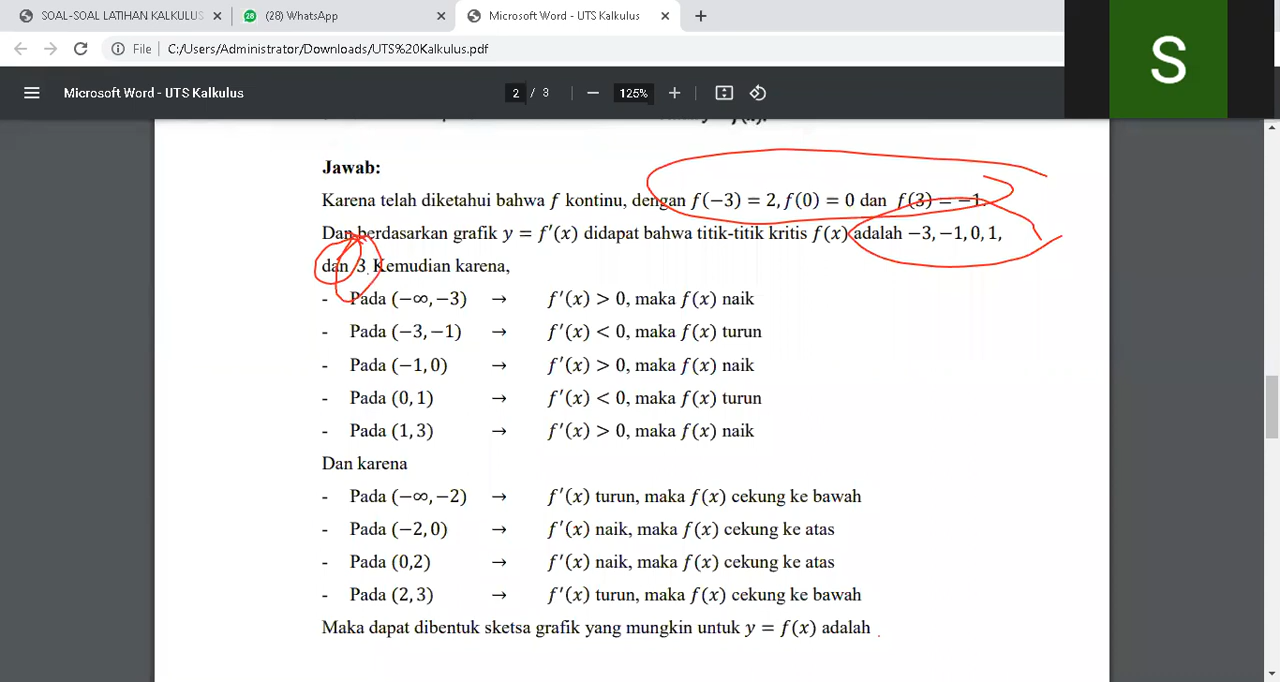 SOAL-SOAL LATIHAN KALKULUS
(28) WhatsApp
Microsoft Word - UTS Kalkulus
File
C:/Users/Administrator/Downloads/UTS%20Kalkulus.pdf
S
Microsoft Word - UTS Kalkulus
2 / 3
125%
Jawab:
Karena telah diketahui bahwa f kontinu, dengan f(−3) = 2, f(0) = 0 dan f(3) = −1.
Dan berdasarkan grafik y = f′(x) didapat bahwa titik-titik kritis f(x) adalah −3, −1, 0, 1,
dan 3. Kemudian karena,
- Pada (−∞, −3) → f′(x) > 0, maka f(x) naik
- Pada (−3, −1) → f′(x) < 0, maka f(x) turun
- Pada (−1, 0) → f′(x) > 0, maka f(x) naik
- Pada (0, 1) → f′(x) < 0, maka f(x) turun
- Pada (1, 3) → f′(x) > 0, maka f(x) naik
Dan karena
- Pada (−∞, −2) → f′(x) turun, maka f(x) cekung ke bawah
- Pada (−2, 0) → f′(x) naik, maka f(x) cekung ke atas
- Pada (0,2) → f′(x) naik, maka f(x) cekung ke atas
- Pada (2, 3) → f′(x) turun, maka f(x) cekung ke bawah
Maka dapat dibentuk sketsa grafik yang mungkin untuk y = f(x) adalah .